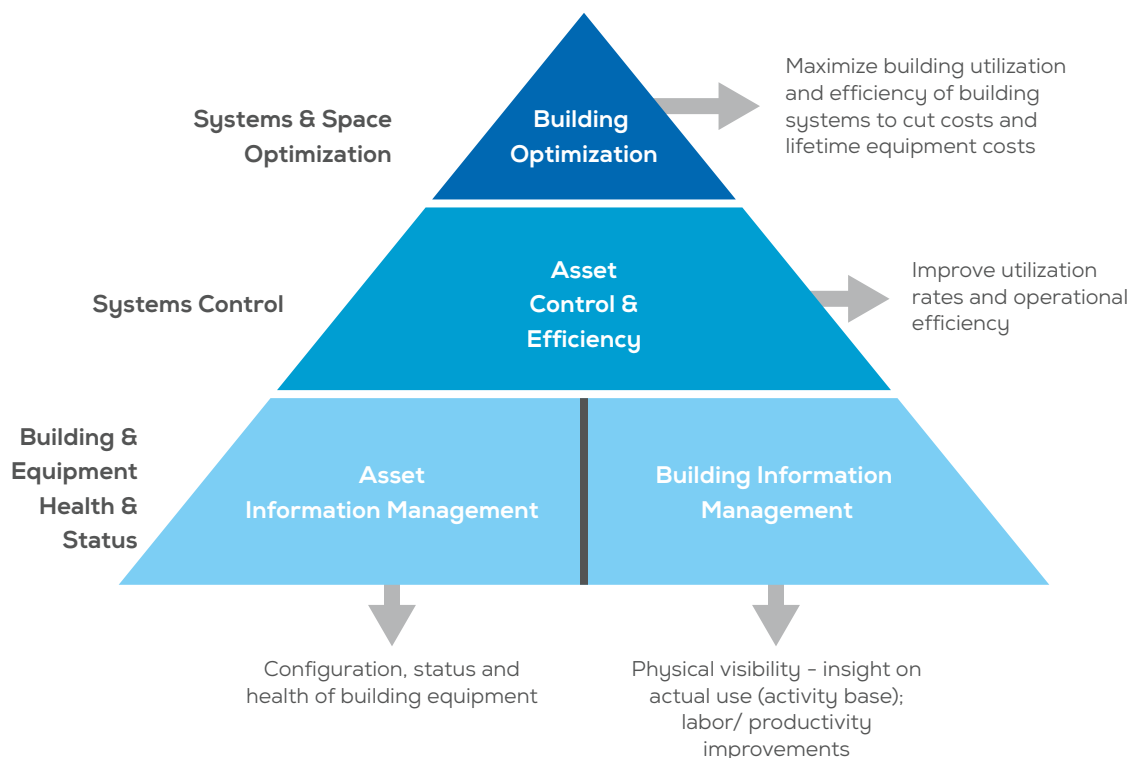 Systems & Space
Optimization
Building
Optimization
Maximize building utilization
and efficiency of building
systems to cut costs and
lifetime equipment costs
Systems Control
Asset
Control &
Efficiency
Improve utilization
rates and operational
efficiency
Building &
Equipment
Health &
Status
Asset
Information Management
Building Information
Management
Configuration, status and
health of building equipment
Physical visibility - insight on
actual use (activity base);
labor/ productivity
improvements